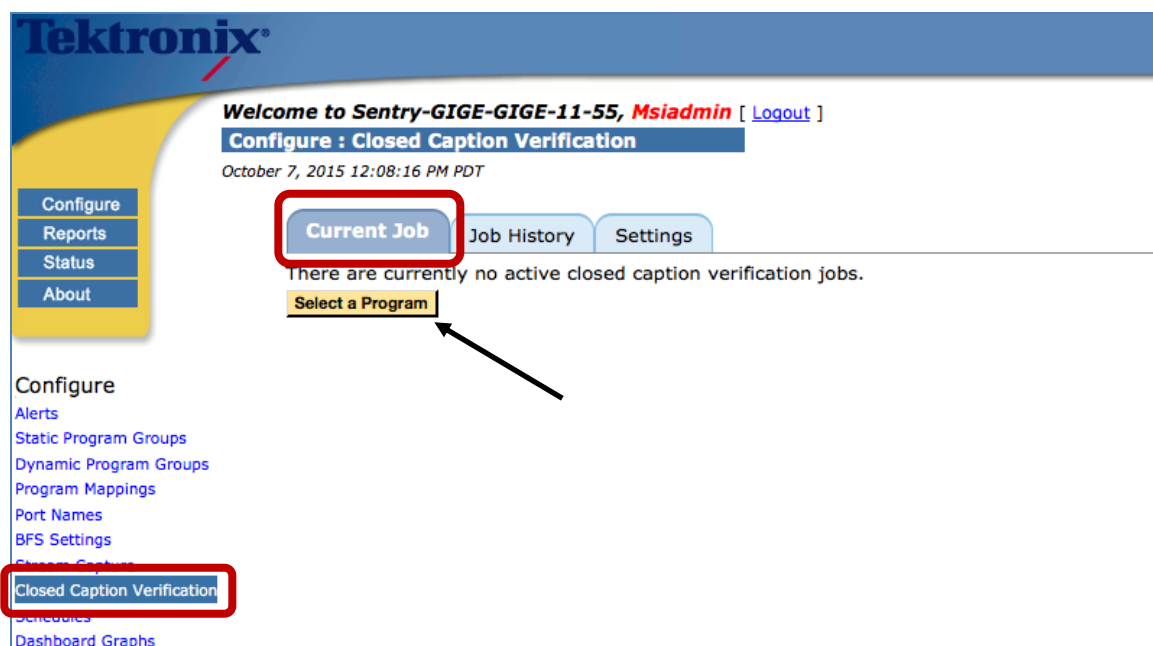 Tektronix®
Welcome to Sentry-GIGE-GIGE-11-55, Msiadmin [ Logout ]
Configure : Closed Caption Verification
October 7, 2015 12:08:16 PM PDT
Configure
Reports
Status
About
Current Job
Job History
Settings
There are currently no active closed caption verification jobs.
Select a Program
Configure
Alerts
Static Program Groups
Dynamic Program Groups
Program Mappings
Port Names
BFS Settings
Stream Capture
Closed Caption Verification
Schedules
Dashboard Graphs